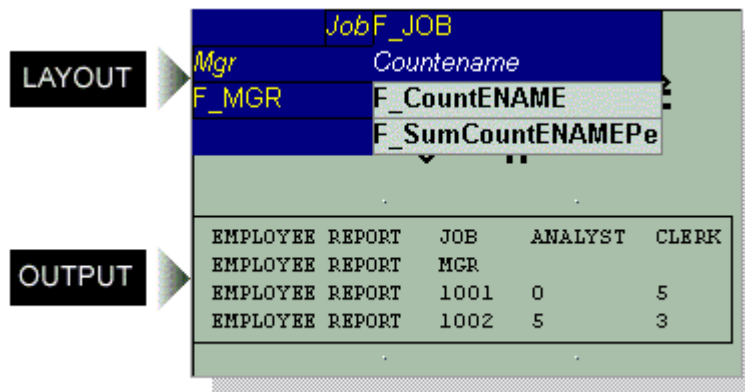 Job F_JOB
Mgr Countename
LAYOUT
F_MGR F_CountENAME
F_SumCountENAMEPe
EMPLOYEE REPORT JOB ANALYST CLERK
EMPLOYEE REPORT MGR
OUTPUT
EMPLOYEE REPORT 1001 0 5
EMPLOYEE REPORT 1002 5 3